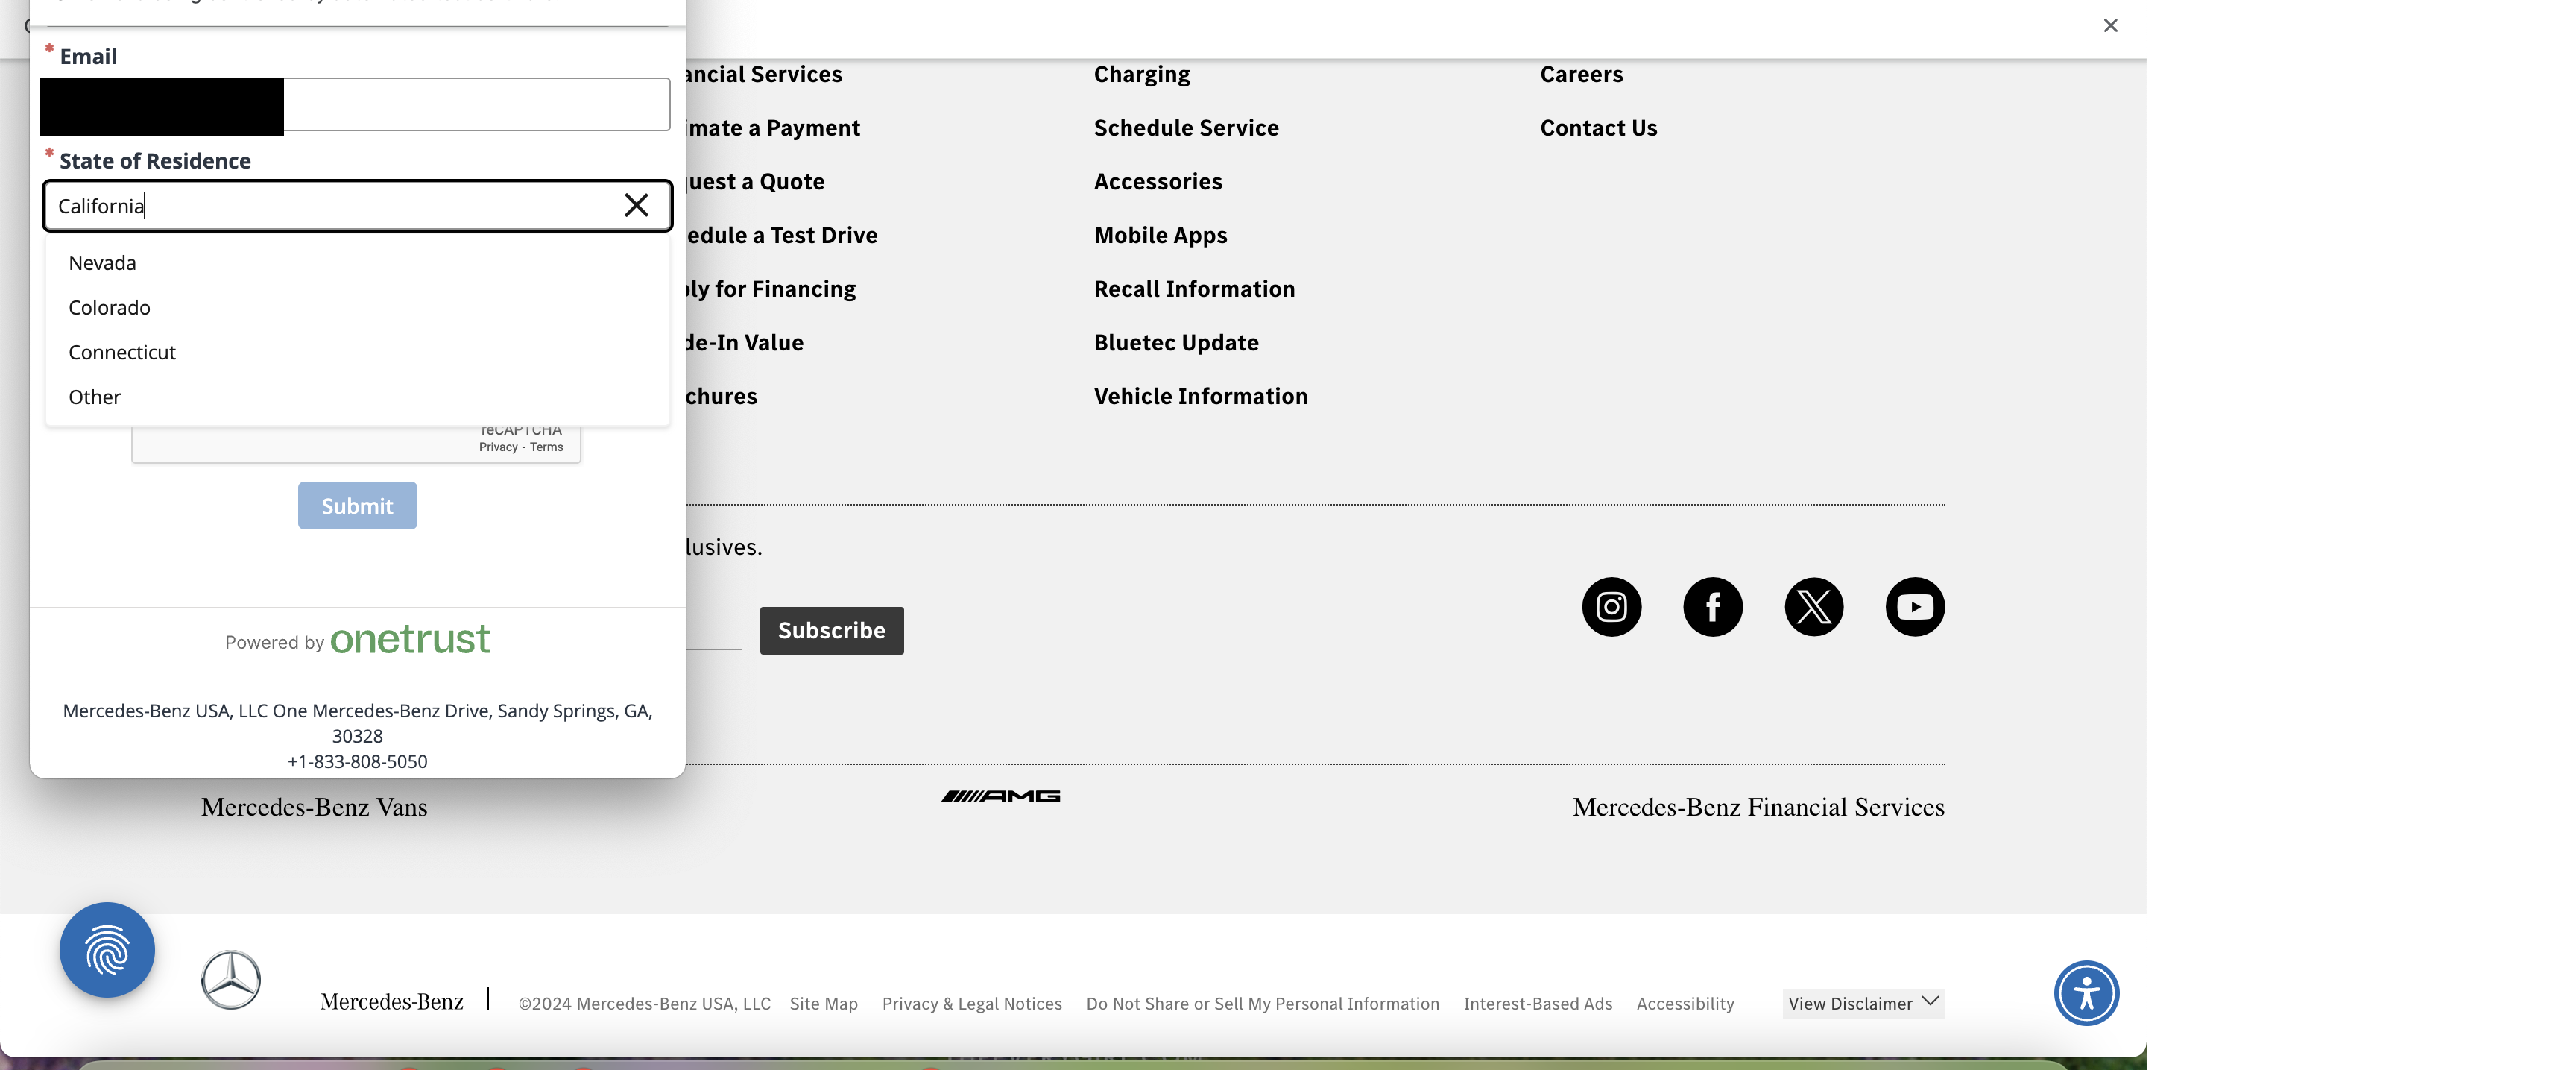 * Email
* State of Residence
California
Nevada
Colorado
Connecticut
Other
reCAPTCHA
Privacy - Terms
Submit
Powered by onetrust
Mercedes-Benz USA, LLC One Mercedes-Benz Drive, Sandy Springs, GA,
30328
+1-833-808-5050
ancial Services
imate a Payment
uest a Quote
edule a Test Drive
ly for Financing
de-In Value
chures
Charging
Schedule Service
Accessories
Mobile Apps
Recall Information
Bluetec Update
Vehicle Information
Careers
Contact Us
lusives.
Subscribe
Mercedes-Benz Vans
AMG
Mercedes-Benz Financial Services
Mercedes-Benz
©2024 Mercedes-Benz USA, LLC Site Map Privacy & Legal Notices Do Not Share or Sell My Personal Information Interest-Based Ads Accessibility View Disclaimer